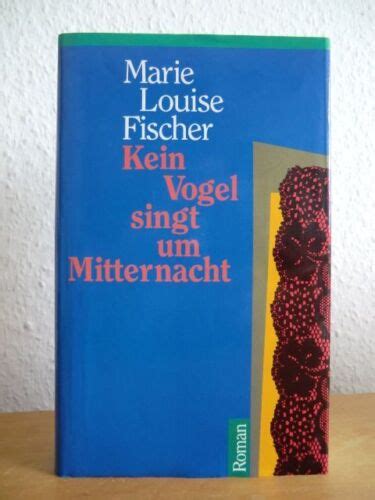 Marie
Louise
Fischer
Kein
Vogel
singt
um
Mitternacht
Roman